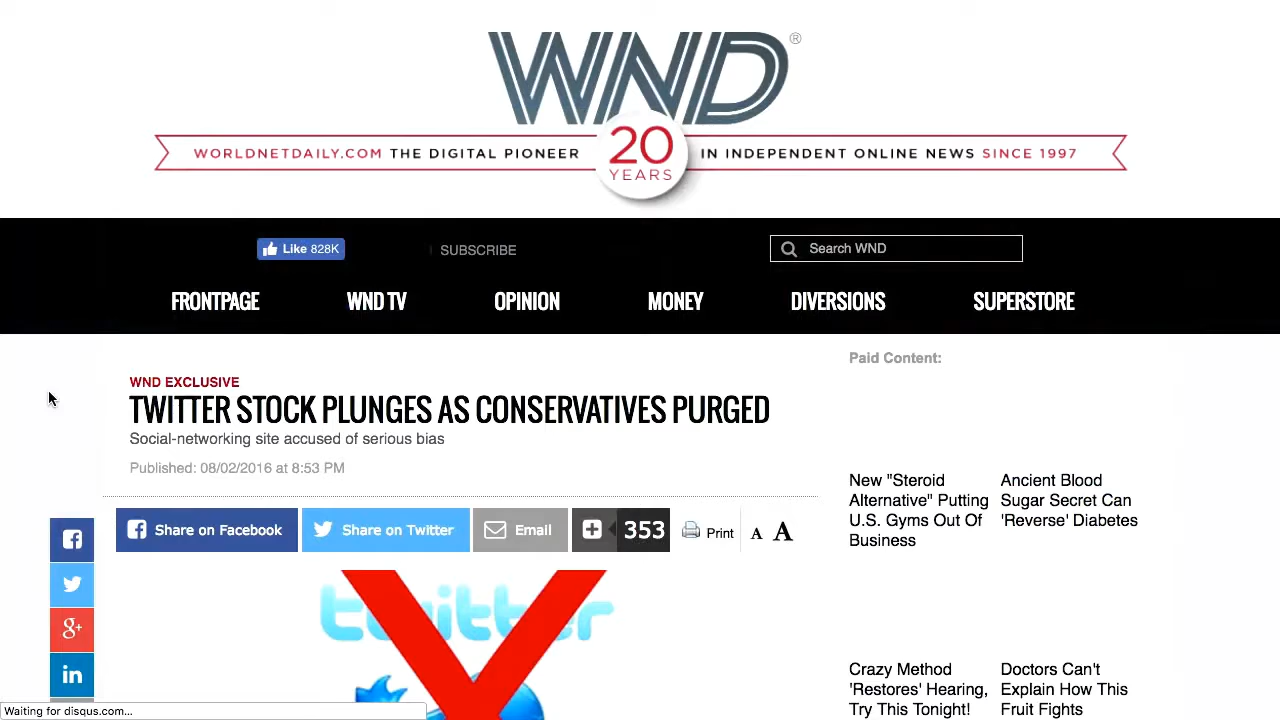 WND®
WORLDNETDAILY.COM THE DIGITAL PIONEER
20
YEARS
IN INDEPENDENT ONLINE NEWS SINCE 1997
Like 828K
SUBSCRIBE
Search WND
FRONTPAGE
WND TV
OPINION
MONEY
DIVERSIONS
SUPERSTORE
Paid Content:
WND EXCLUSIVE
TWITTER STOCK PLUNGES AS CONSERVATIVES PURGED
Social-networking site accused of serious bias
Published: 08/02/2016 at 8:53 PM
Share on Facebook
Share on Twitter
Email
353
Print
A A
New "Steroid
Alternative" Putting
U.S. Gyms Out Of
Business
Ancient Blood
Sugar Secret Can
'Reverse' Diabetes
twitter
g+
in
Crazy Method
'Restores' Hearing,
Try This Tonight!
Doctors Can't
Explain How This
Fruit Fights
Waiting for disqus.com...